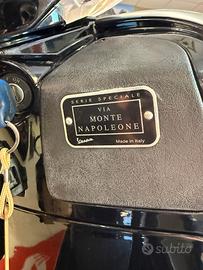 SERIE SPECIALE
VIA
MONTE
NAPOLEONE
Vespa Made in Italy
subito